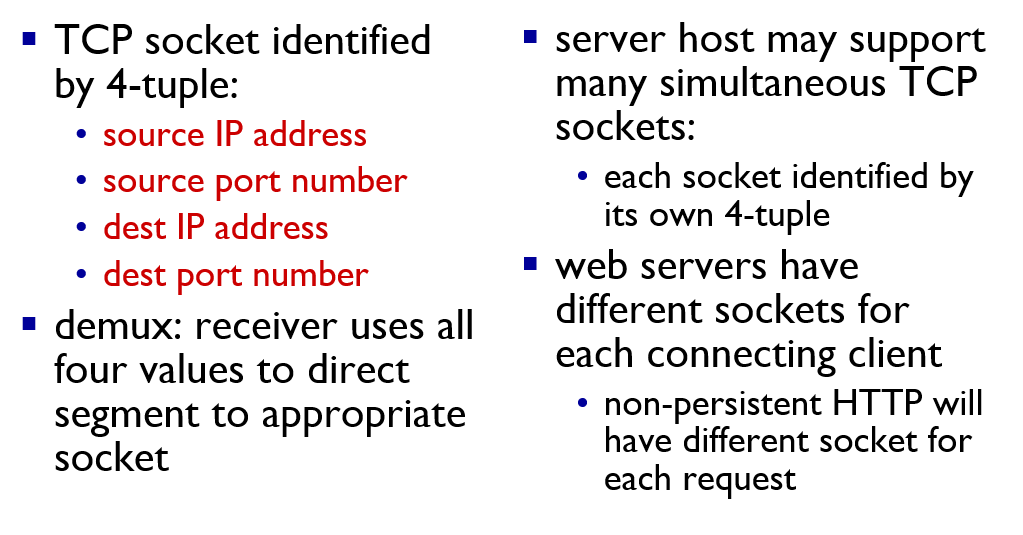 ▪ TCP socket identified
by 4-tuple:
• source IP address
• source port number
• dest IP address
• dest port number
▪ demux: receiver uses all
four values to direct
segment to appropriate
socket
▪ server host may support
many simultaneous TCP
sockets:
• each socket identified by
its own 4-tuple
▪ web servers have
different sockets for
each connecting client
• non-persistent HTTP will
have different socket for
each request